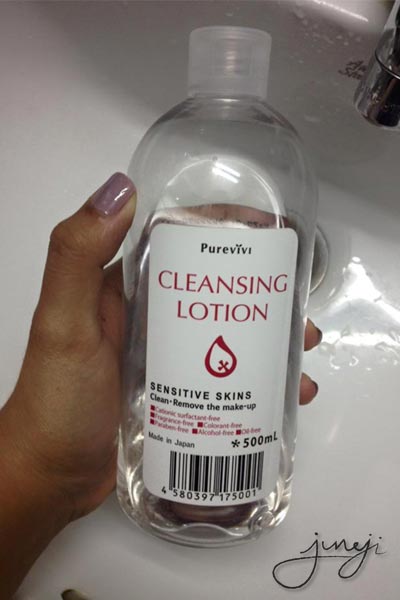 Purevivi
CLEANSING
LOTION
SENSITIVE SKINS
Clean・Remove the make-up
■Cationic surfactant-free
■Fragrance-free ■Colorant-free
■Paraben-free ■Alcohol-free ■Oil-free
Made in Japan
*500mL
4 580397 175001
jineji